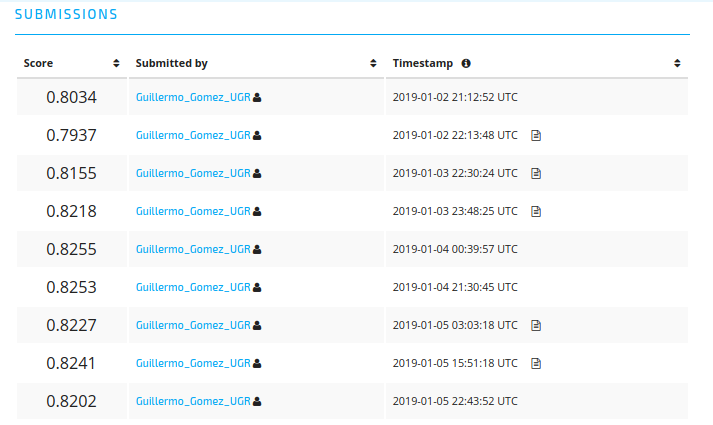 SUBMISSIONS
Score Submitted by Timestamp
0.8034 Guillermo_Gomez_UGR 2019-01-02 21:12:52 UTC
0.7937 Guillermo_Gomez_UGR 2019-01-02 22:13:48 UTC
0.8155 Guillermo_Gomez_UGR 2019-01-03 22:30:24 UTC
0.8218 Guillermo_Gomez_UGR 2019-01-03 23:48:25 UTC
0.8255 Guillermo_Gomez_UGR 2019-01-04 00:39:57 UTC
0.8253 Guillermo_Gomez_UGR 2019-01-04 21:30:45 UTC
0.8227 Guillermo_Gomez_UGR 2019-01-05 03:03:18 UTC
0.8241 Guillermo_Gomez_UGR 2019-01-05 15:51:18 UTC
0.8202 Guillermo_Gomez_UGR 2019-01-05 22:43:52 UTC